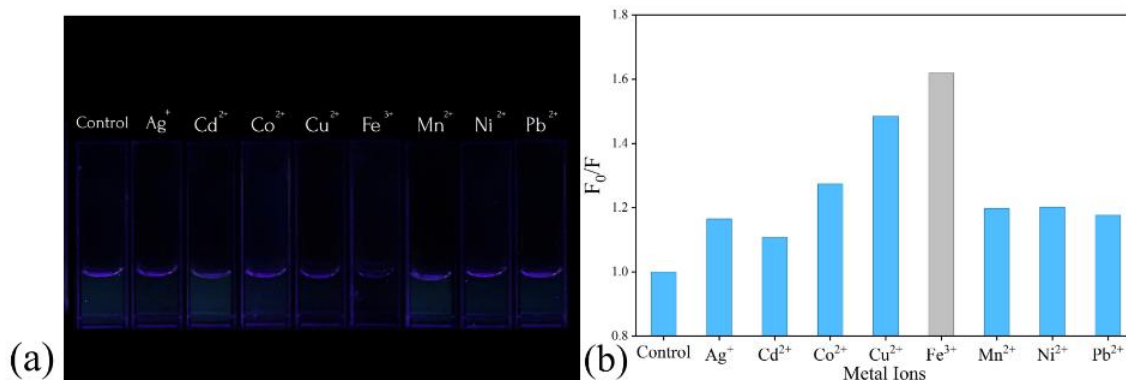 Control Ag+ Cd2+ Co2+ Cu2+ Fe3+ Mn2+ Ni2+ Pb2+
(a)
1.8
1.6
1.4
1.2
1.0
0.8
F0/F
Control Ag+ Cd2+ Co2+ Cu2+ Fe3+ Mn2+ Ni2+ Pb2+
Metal Ions
(b)